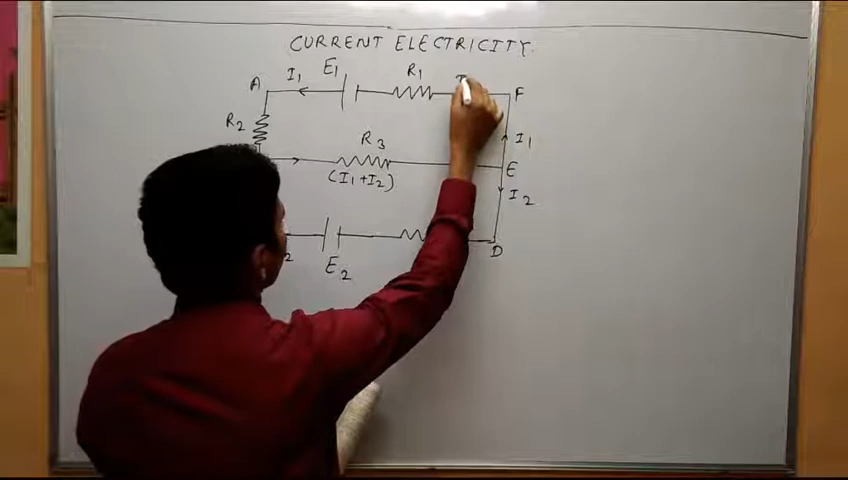 CURRENT ELECTRICITY.
A I₁ E₁ R₁ F
R₂ R₃ I₁
(I₁+I₂) E
I₂
E₂ D